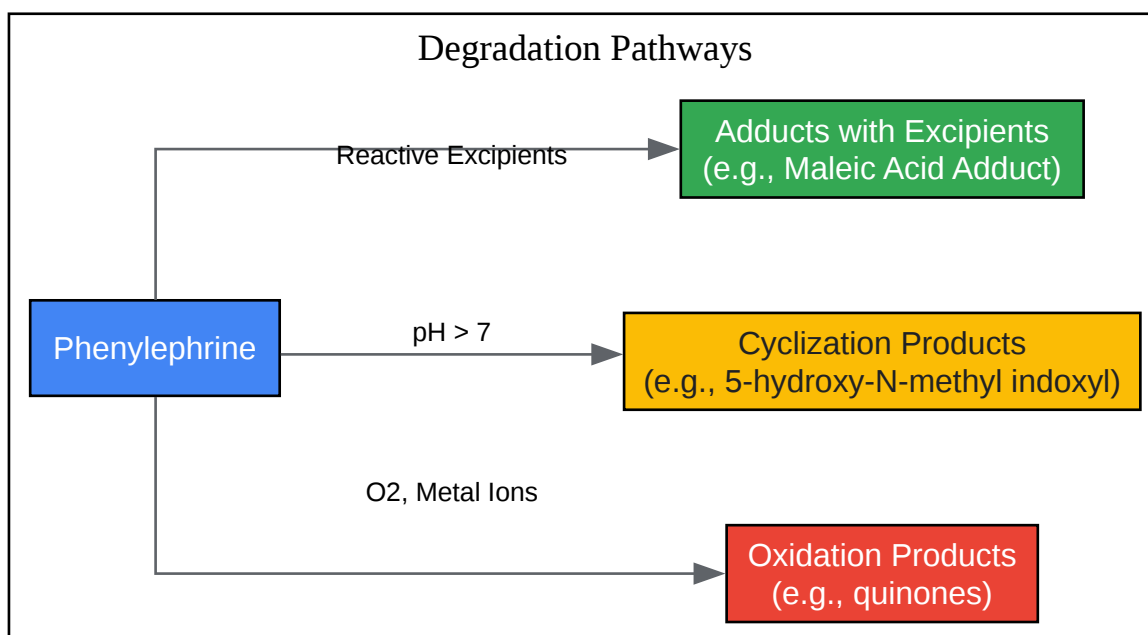 Degradation Pathways
Adducts with Excipients
(e.g., Maleic Acid Adduct)
Reactive Excipients
Phenylephrine
pH > 7
Cyclization Products
(e.g., 5-hydroxy-N-methyl indoxyl)
O2, Metal Ions
Oxidation Products
(e.g., quinones)